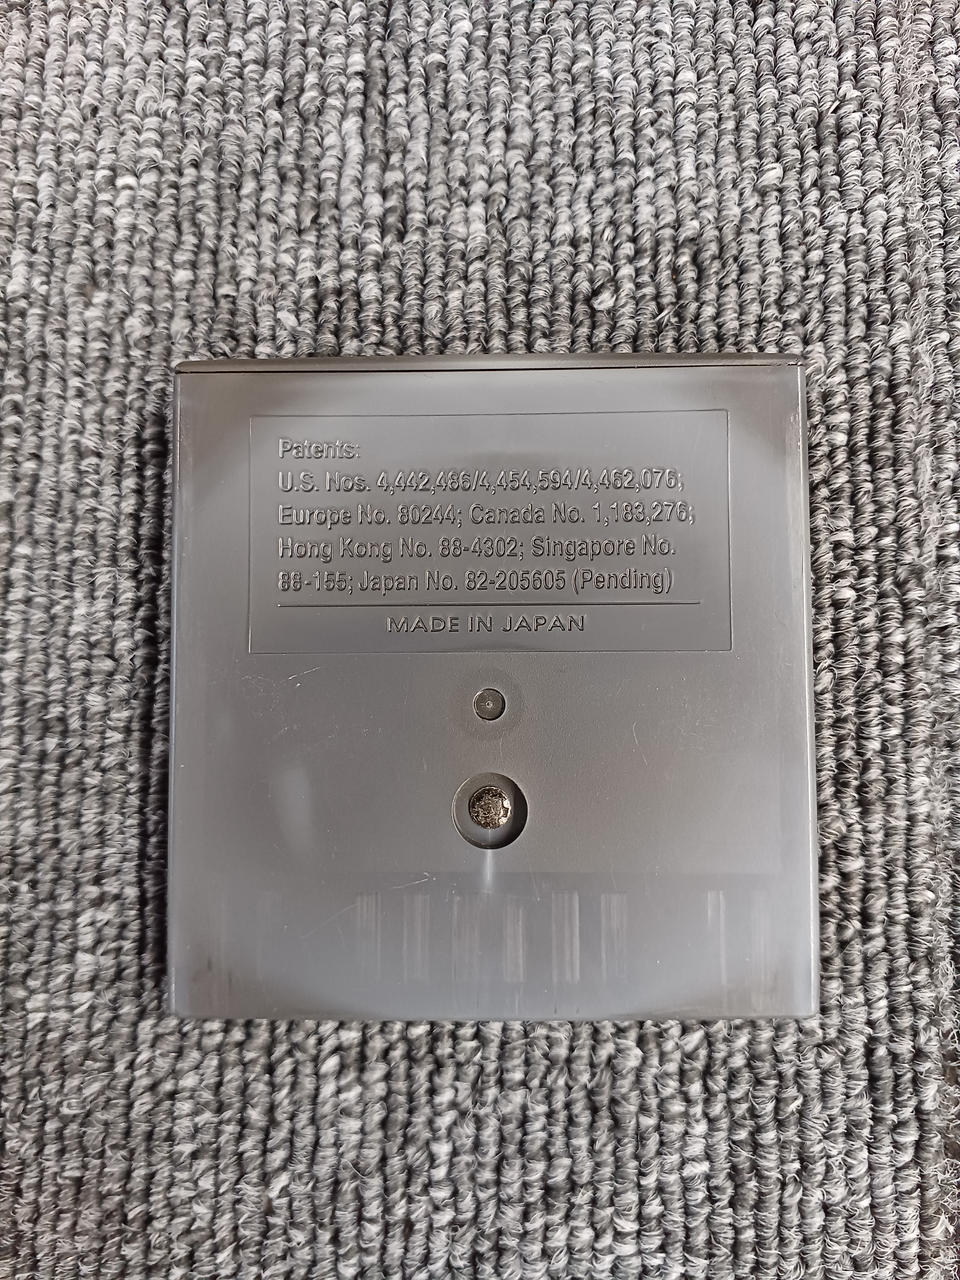 Patents:
U.S. Nos. 4,442,486/4,454,594/4,462,076;
Europe No. 80244; Canada No. 1,183,276;
Hong Kong No. 88-4302; Singapore No.
88-155; Japan No. 82-205605 (Pending)
MADE IN JAPAN